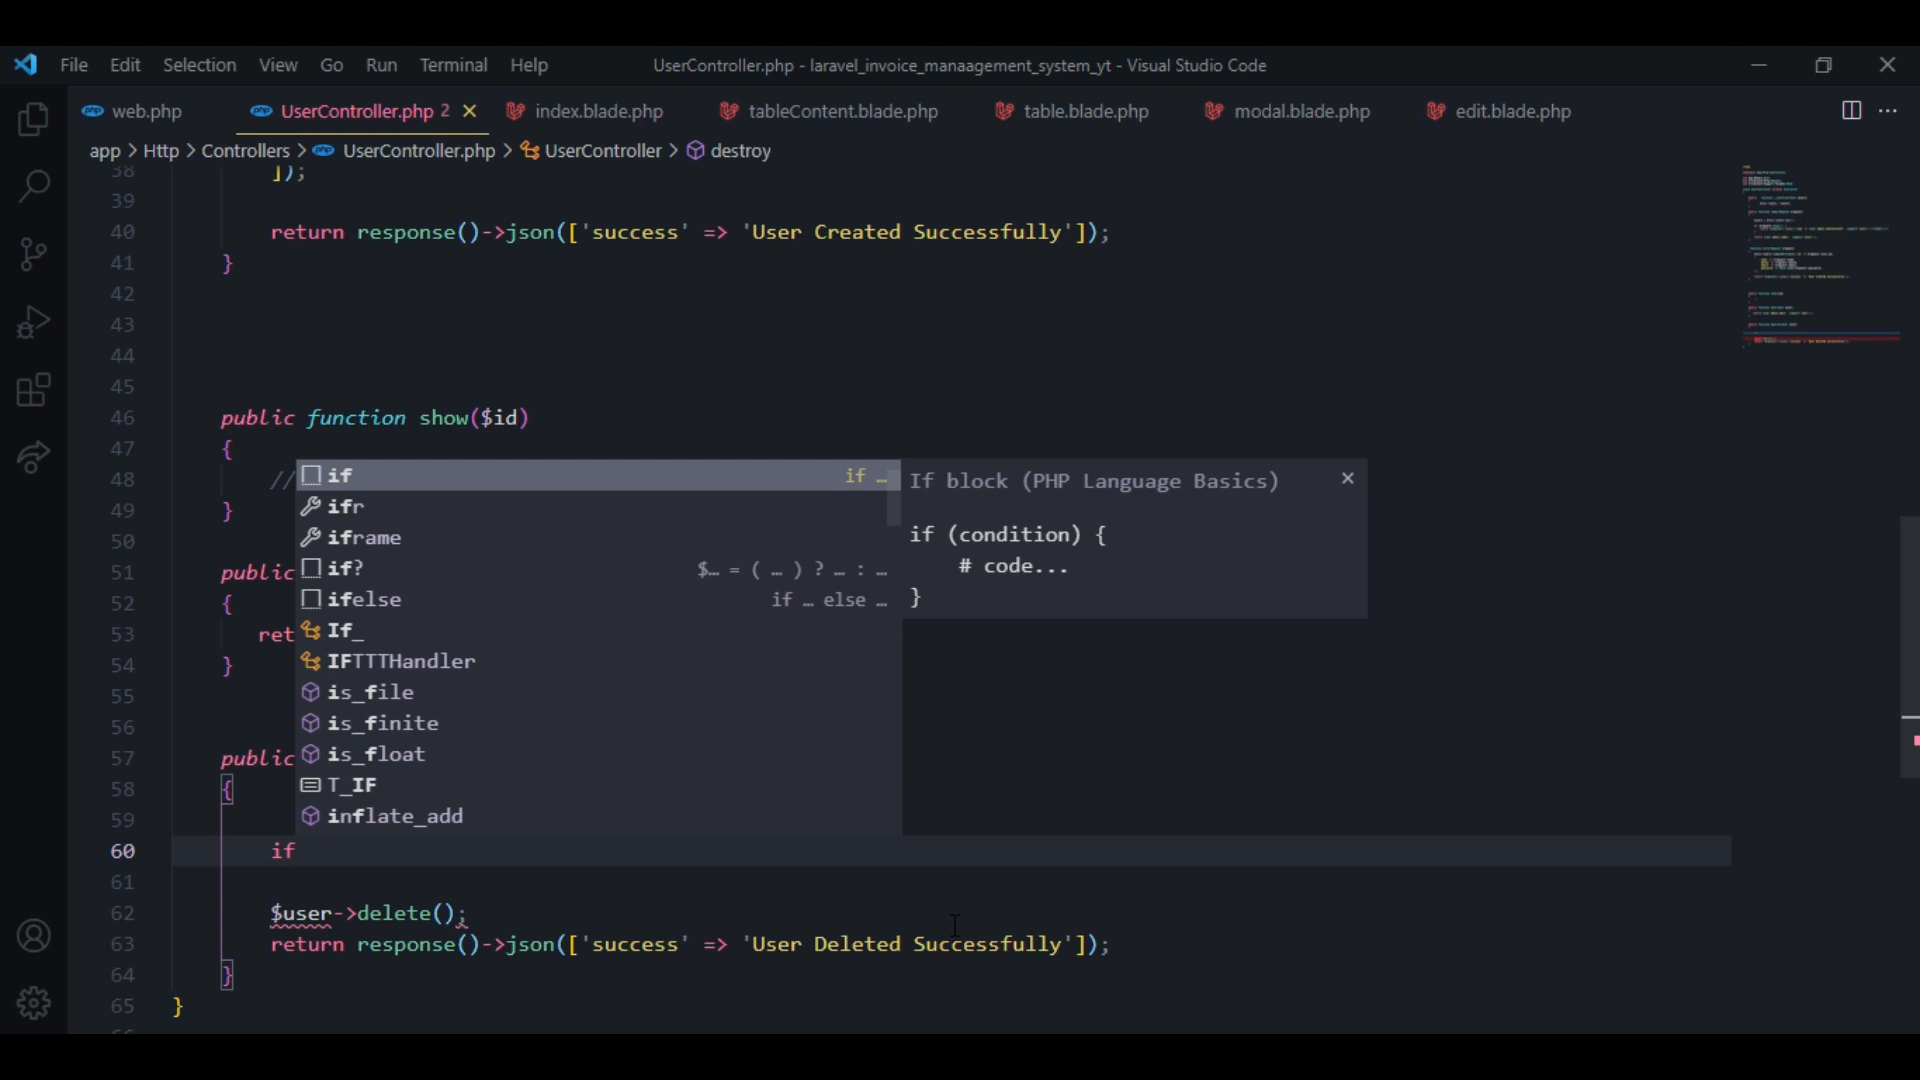 File Edit Selection View Go Run Terminal Help UserController.php - laravel_invoice_manaagement_system_yt - Visual Studio Code
web.php UserController.php 2 index.blade.php tableContent.blade.php table.blade.php modal.blade.php edit.blade.php
app > Http > Controllers > UserController.php > UserController > destroy
38 ]);
39
40 return response()->json(['success' => 'User Created Successfully']);
41 }
42
43
44
45
46 public function show($id)
47 {
48 //
49 }
50
51 public
52 {
53 ret
54 }
55
56
57 public
58 {
59
60 if
61
62 $user->delete();
63 return response()->json(['success' => 'User Deleted Successfully']);
64 }
65 }
if if …
ifr
iframe
if? $… = ( … ) ? … : …
ifelse if … else …
If_
IFTTTHandler
is_file
is_finite
is_float
T_IF
inflate_add
If block (PHP Language Basics)
if (condition) {
# code...
}